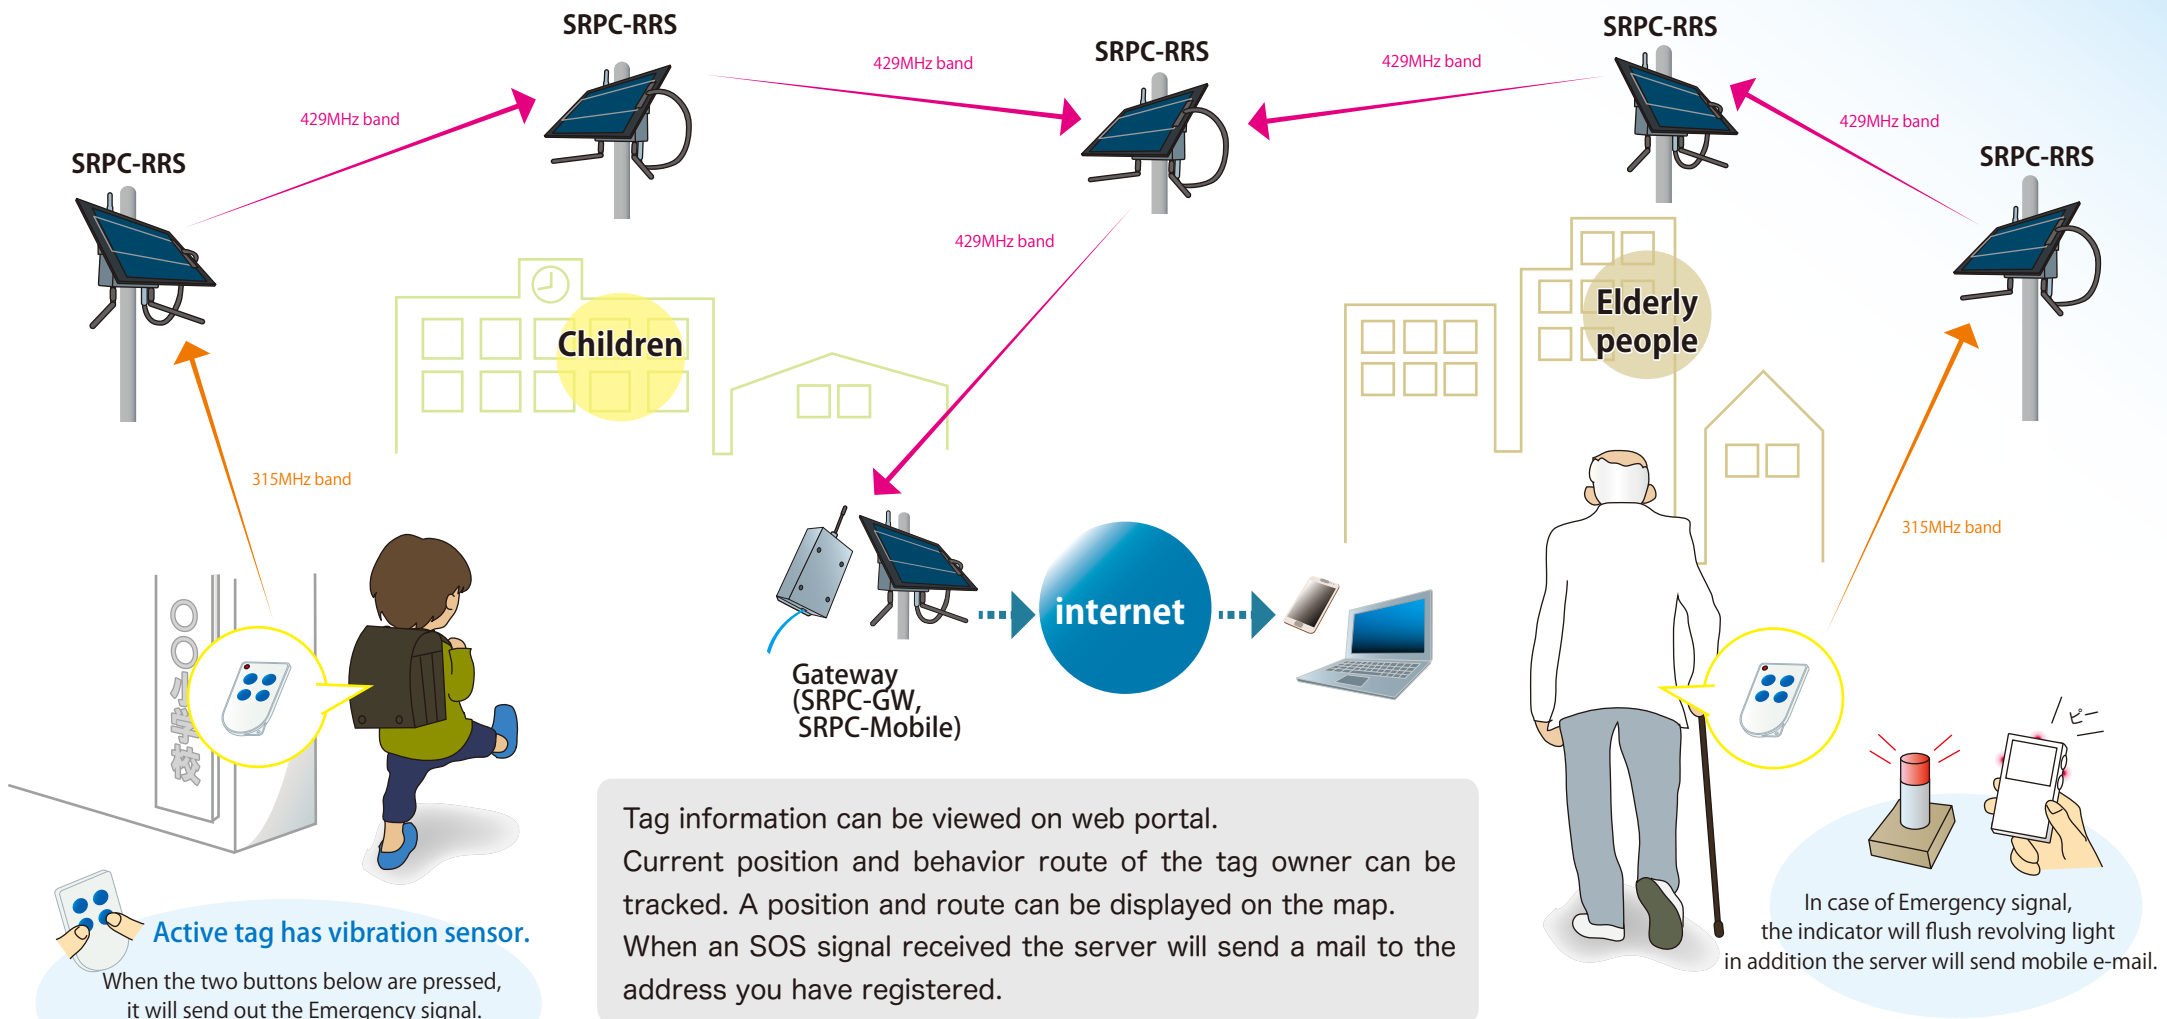 SRPC-RRS
SRPC-RRS
SRPC-RRS
SRPC-RRS
SRPC-RRS
429MHz band
429MHz band
429MHz band
429MHz band
429MHz band
Children
Elderly
people
315MHz band
315MHz band
〇〇小学校
internet
Gateway
(SRPC-GW,
SRPC-Mobile)
ピー
Tag information can be viewed on web portal.
Current position and behavior route of the tag owner can be
tracked. A position and route can be displayed on the map.
When an SOS signal received the server will send a mail to the
address you have registered.
Active tag has vibration sensor.
When the two buttons below are pressed,
it will send out the Emergency signal.
In case of Emergency signal,
the indicator will flush revolving light
in addition the server will send mobile e-mail.